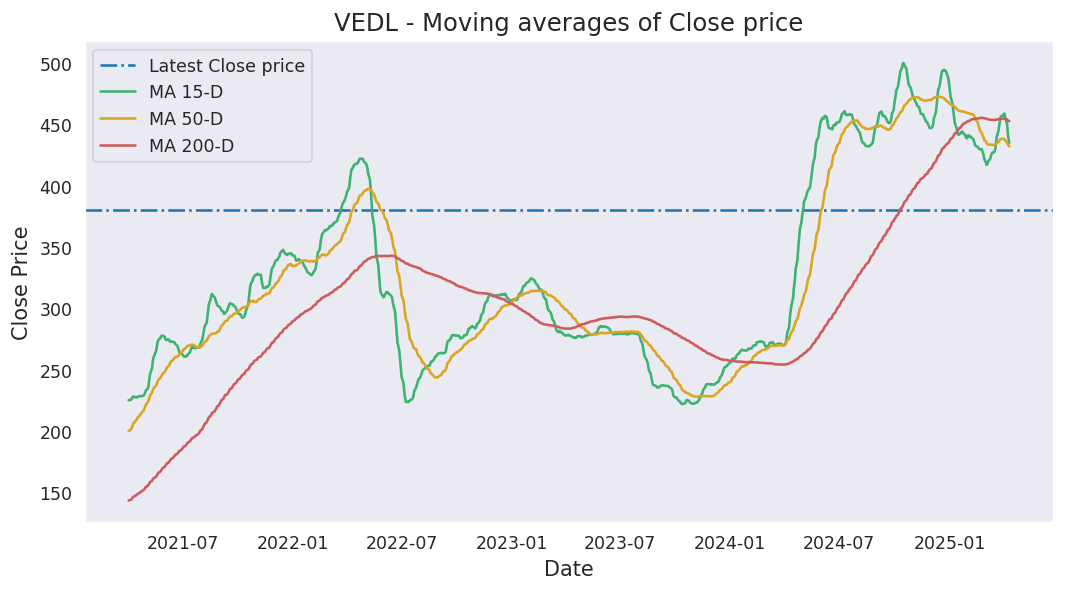 VEDL - Moving averages of Close price
Latest Close price
MA 15-D
MA 50-D
MA 200-D
Close Price
500
450
400
350
300
250
200
150
2021-07 2022-01 2022-07 2023-01 2023-07 2024-01 2024-07 2025-01
Date